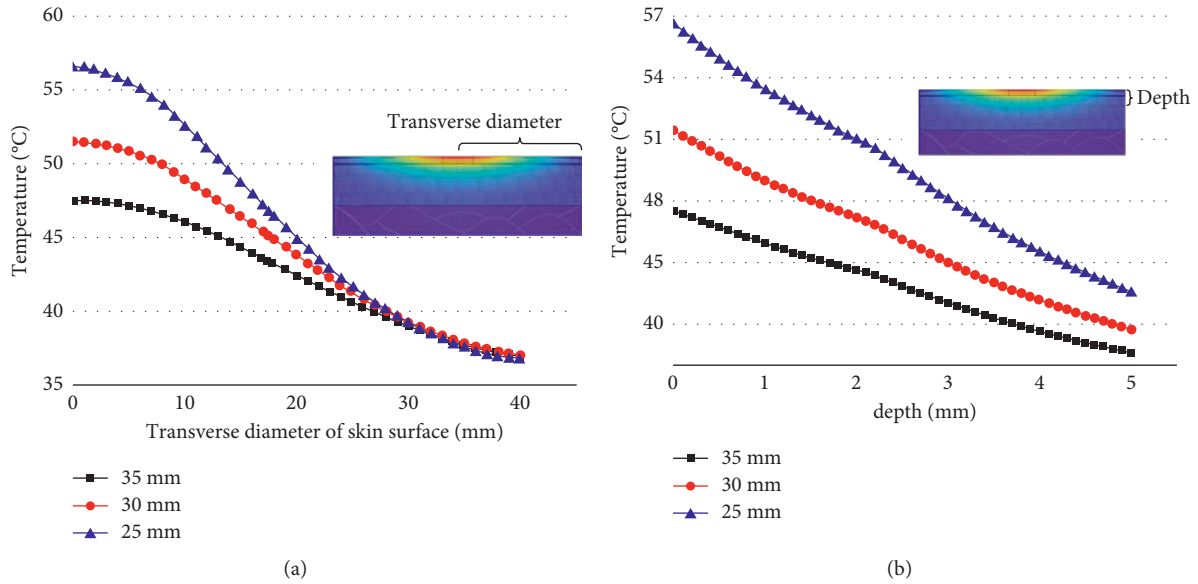 60
55
50
45
40
35
Temperature (°C)
Transverse diameter
0
10
20
30
40
Transverse diameter of skin surface (mm)
35 mm
30 mm
25 mm
(a)
57
54
51
48
45
40
Temperature (°C)
Depth
0
1
2
3
4
5
depth (mm)
35 mm
30 mm
25 mm
(b)